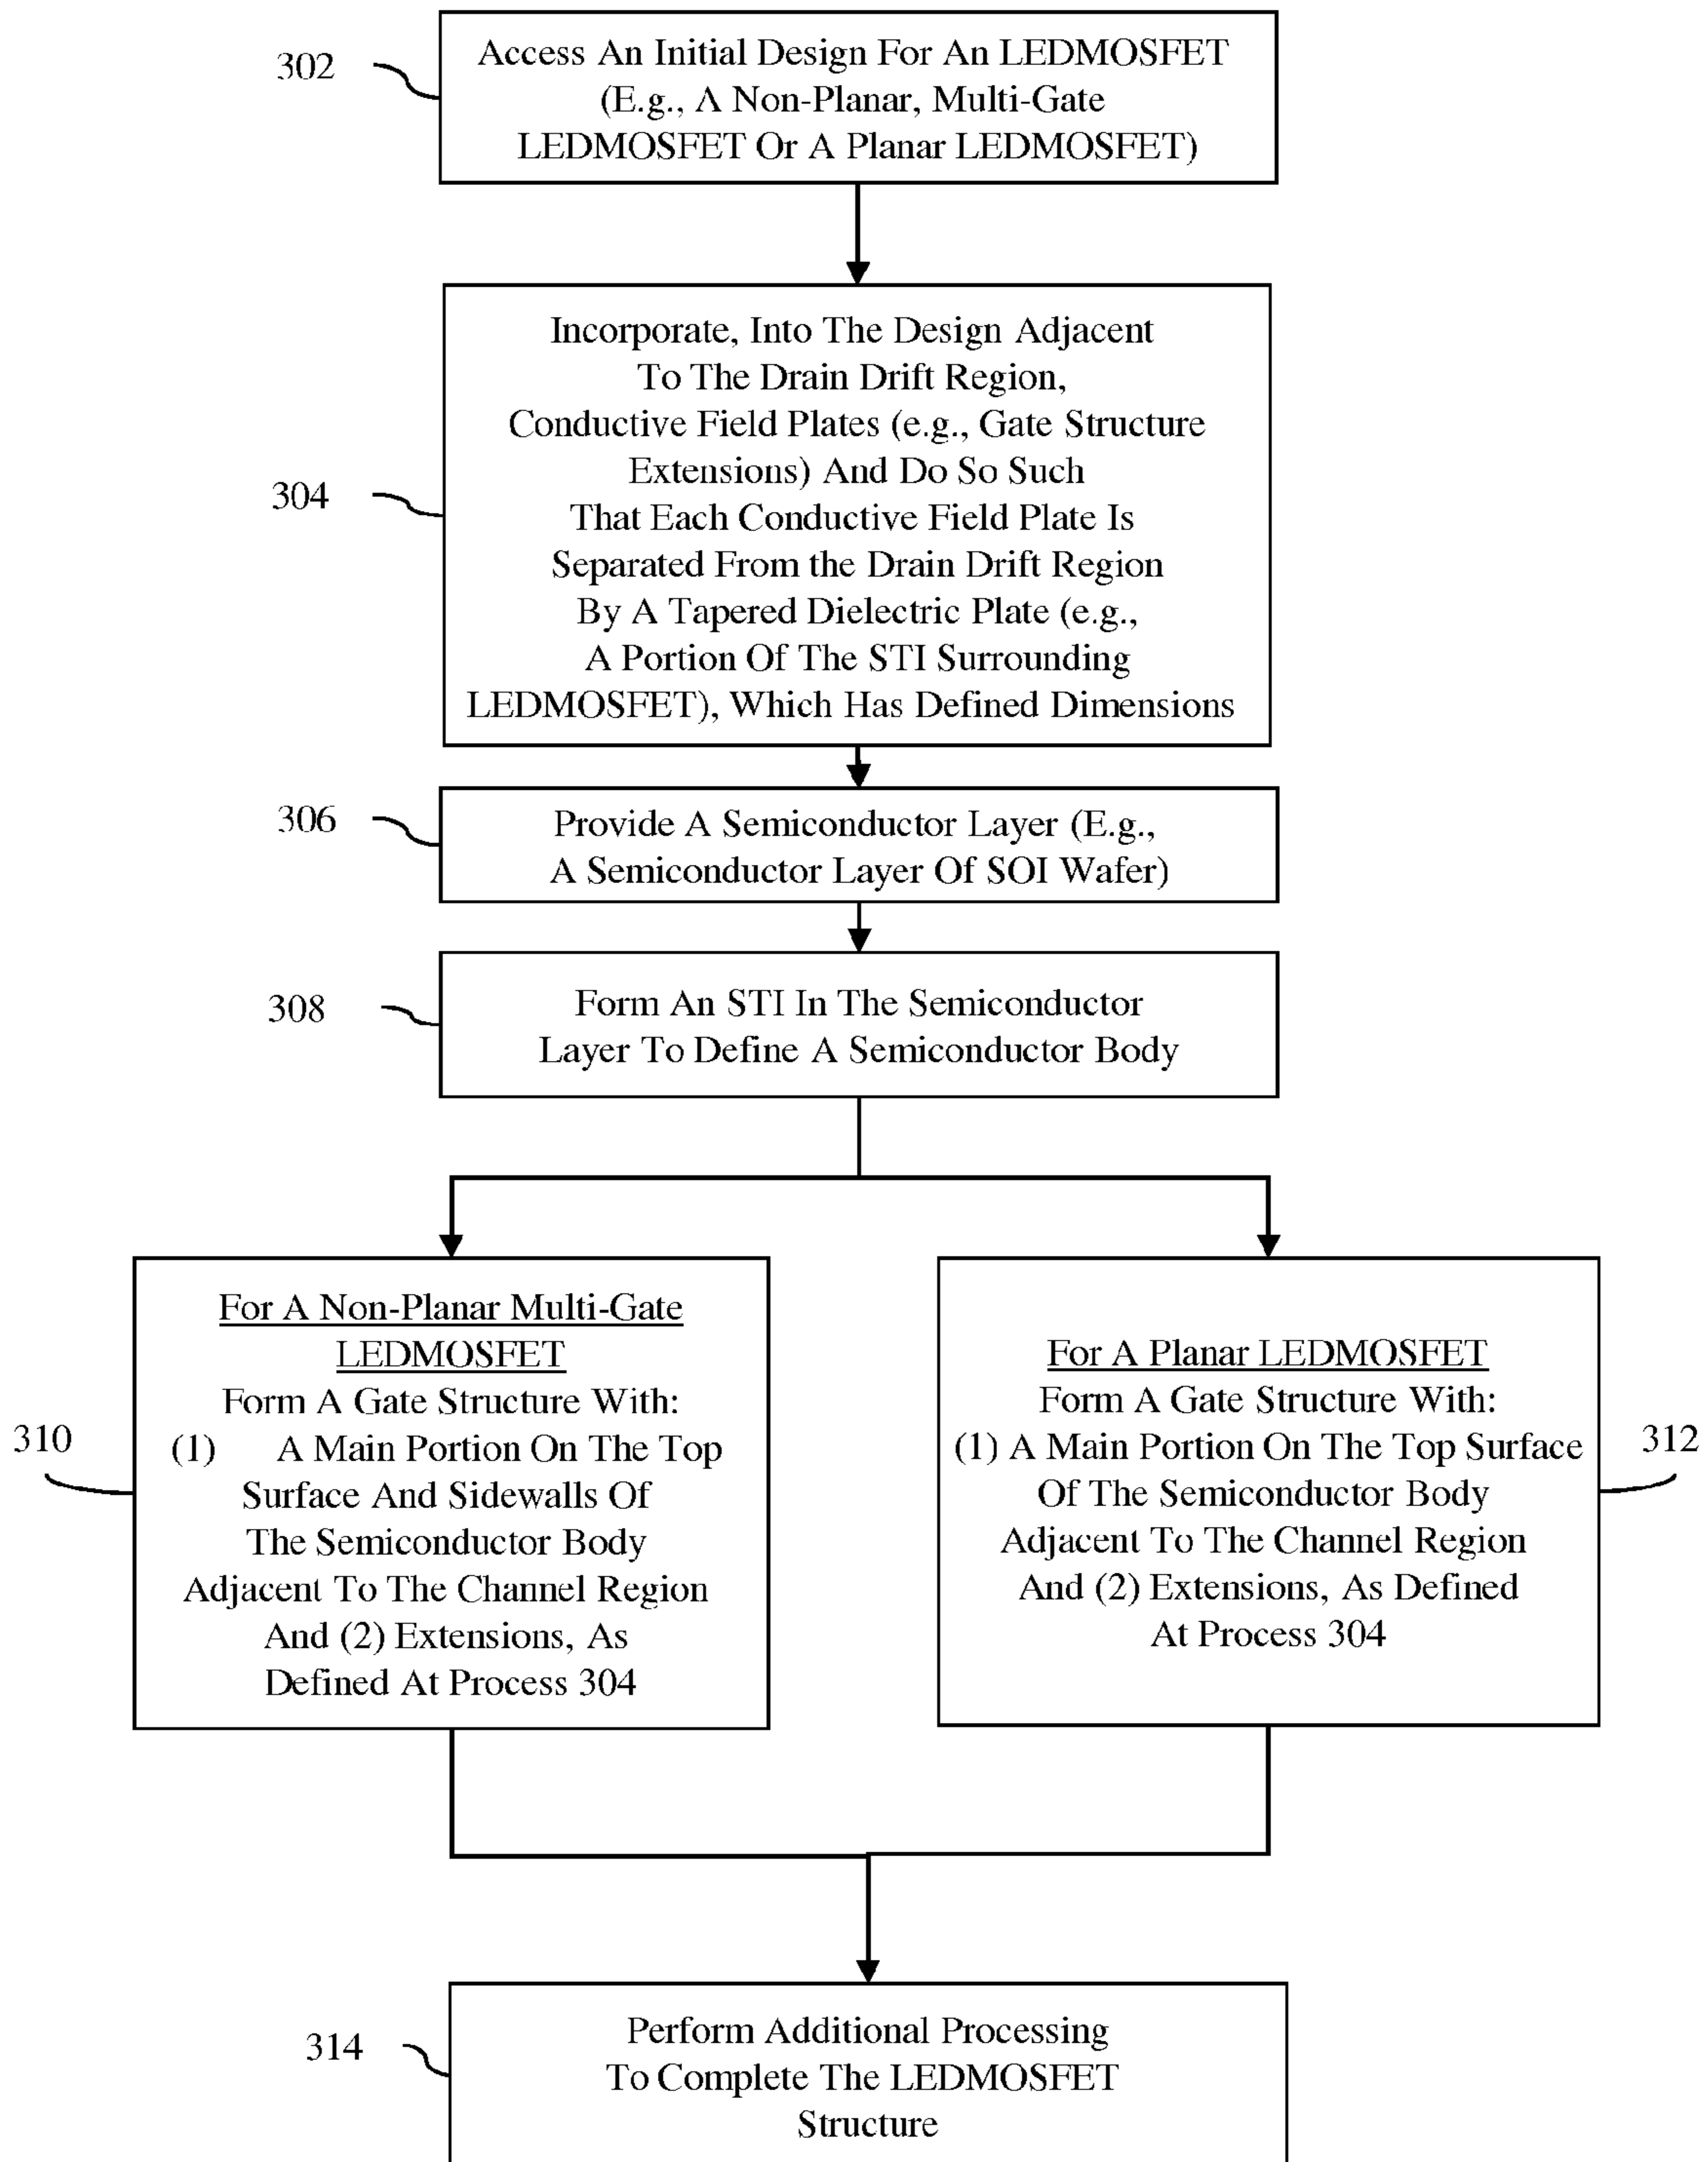 302
Access An Initial Design For An LEDMOSFET
(E.g., A Non-Planar, Multi-Gate
LEDMOSFET Or A Planar LEDMOSFET)
304
Incorporate, Into The Design Adjacent
To The Drain Drift Region,
Conductive Field Plates (e.g., Gate Structure
Extensions) And Do So Such
That Each Conductive Field Plate Is
Separated From the Drain Drift Region
By A Tapered Dielectric Plate (e.g.,
A Portion Of The STI Surrounding
LEDMOSFET), Which Has Defined Dimensions
306
Provide A Semiconductor Layer (E.g.,
A Semiconductor Layer Of SOI Wafer)
308
Form An STI In The Semiconductor
Layer To Define A Semiconductor Body
310
For A Non-Planar Multi-Gate
LEDMOSFET
Form A Gate Structure With:
(1) A Main Portion On The Top
Surface And Sidewalls Of
The Semiconductor Body
Adjacent To The Channel Region
And (2) Extensions, As
Defined At Process 304
For A Planar LEDMOSFET
Form A Gate Structure With:
(1) A Main Portion On The Top Surface
Of The Semiconductor Body
Adjacent To The Channel Region
And (2) Extensions, As Defined
At Process 304
312
314
Perform Additional Processing
To Complete The LEDMOSFET
Structure